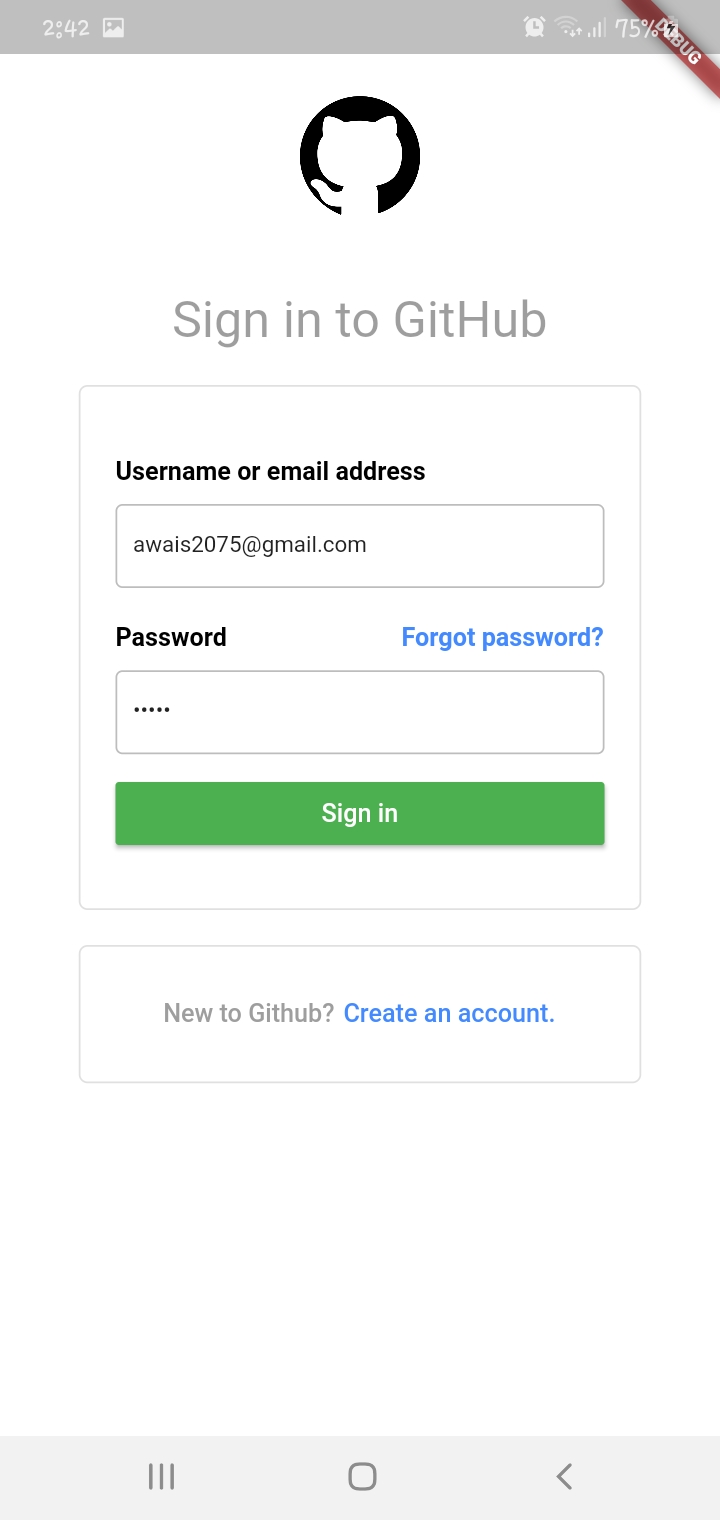 2:42 75%
DEBUG
Sign in to GitHub
Username or email address
awais2075@gmail.com
Password Forgot password?
•••••
Sign in
New to Github? Create an account.